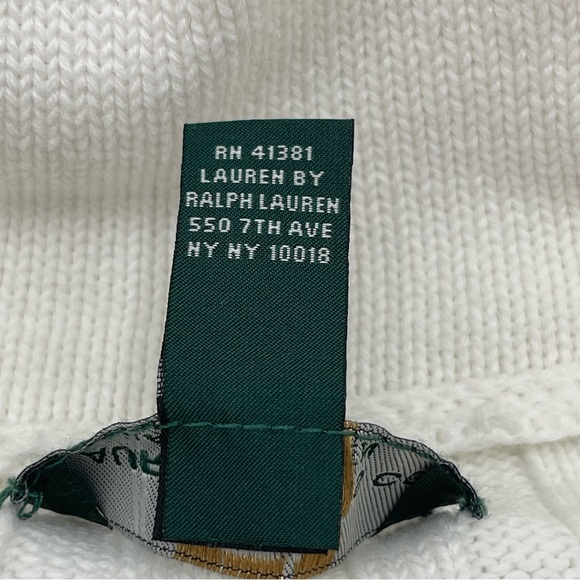 RN 41381
LAUREN BY
RALPH LAUREN
550 7TH AVE
NY NY 10018